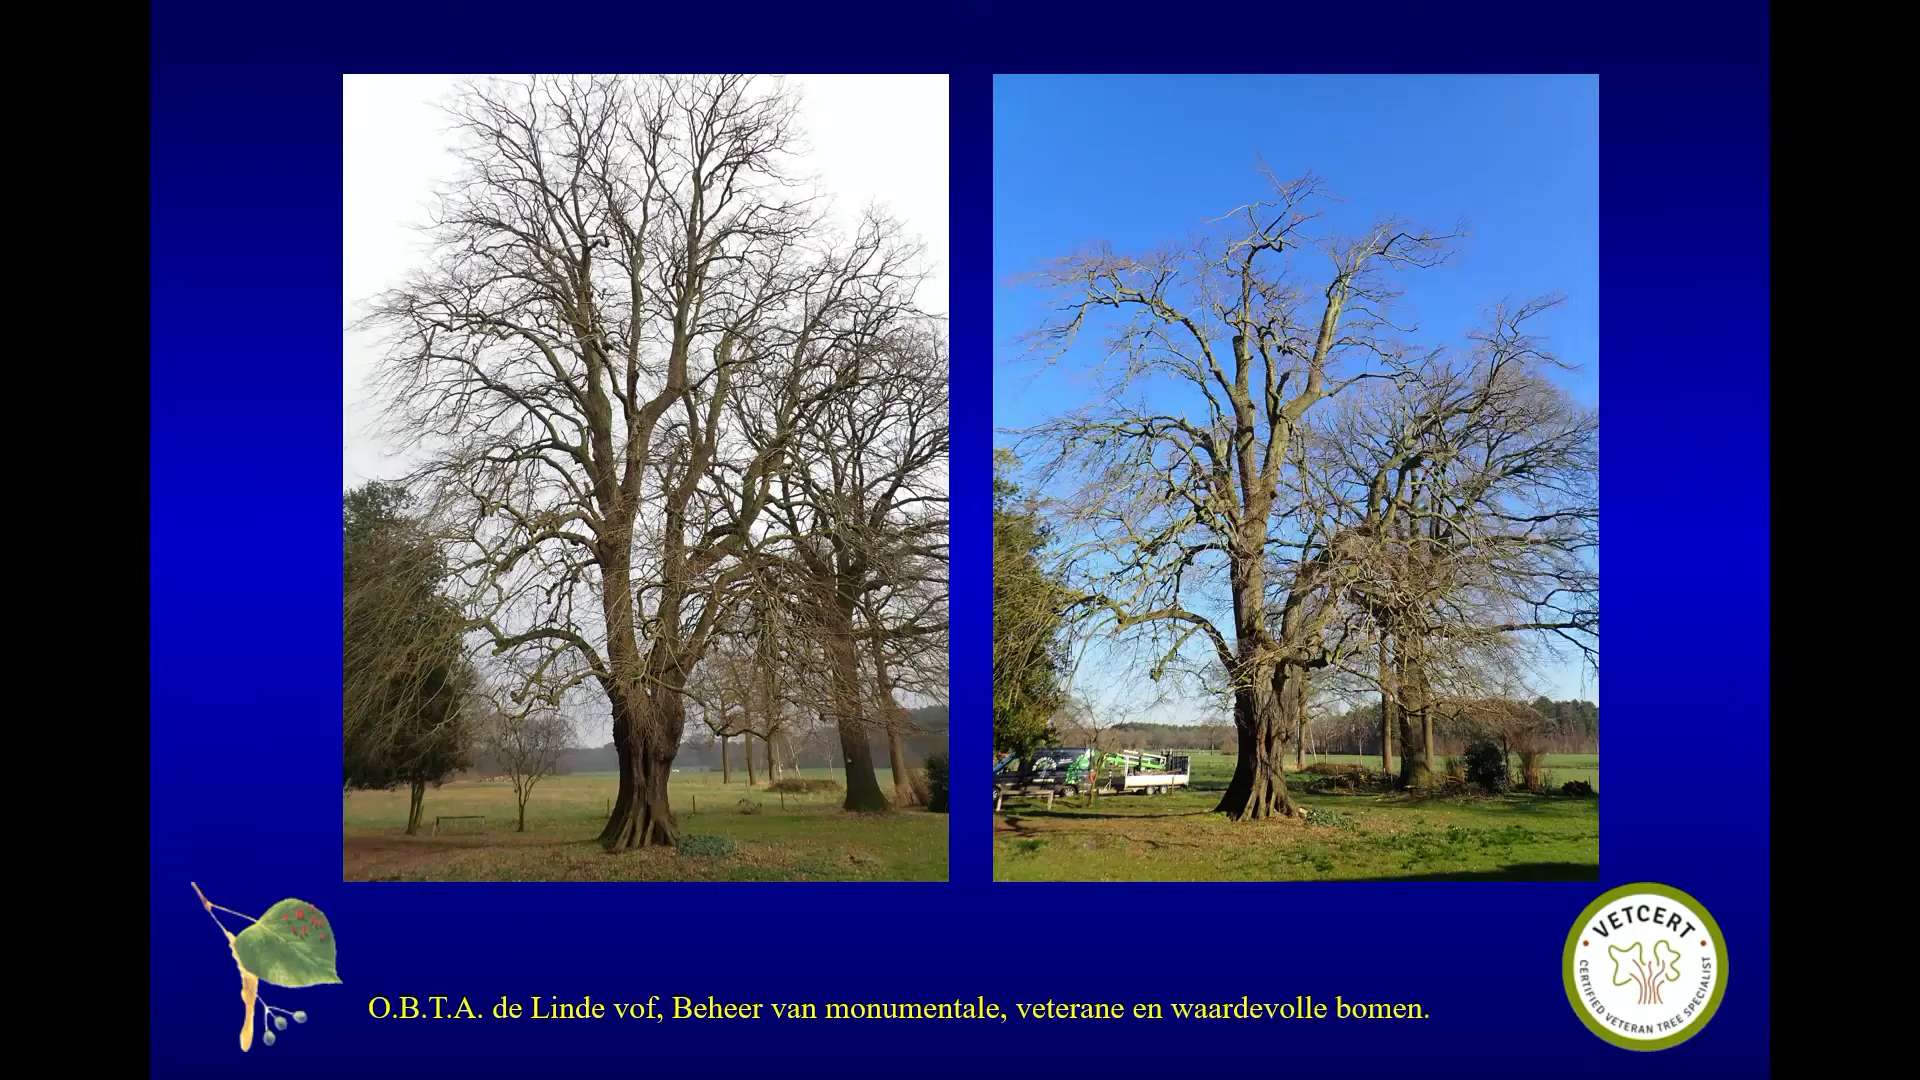 VETCERT
CERTIFIED VETERAN TREE SPECIALIST
O.B.T.A. de Linde vof, Beheer van monumentale, veterane en waardevolle bomen.